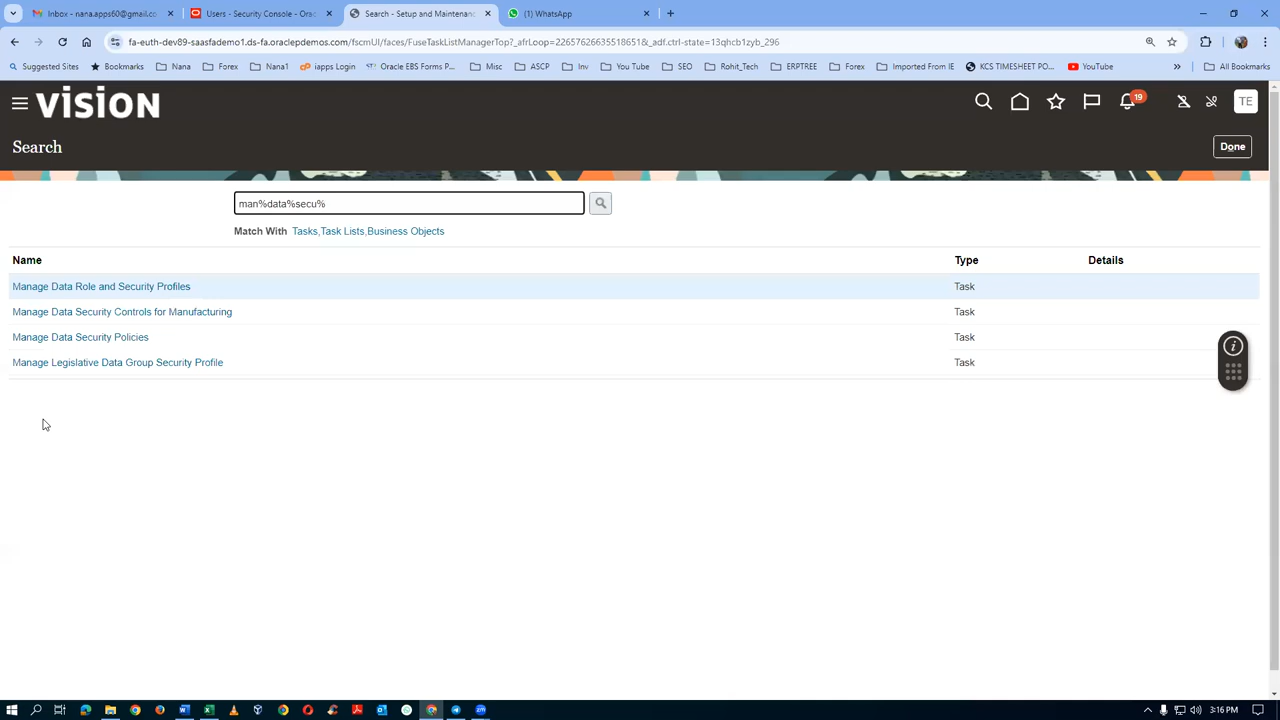 Inbox - nana.apps60@gmail.co
Users - Security Console - Orac
Search - Setup and Maintenanc
(1) WhatsApp
fa-euth-dev89-saasfademo1.ds-fa.oraclepdemos.com/fscmUI/faces/FuseTaskListManagerTop?_afrLoop=22657626635518651&_adf.ctrl-state=13qhcb1zyb_296
Suggested Sites Bookmarks Nana Forex Nana1 iapps Login Oracle EBS Forms P... Misc ASCP Inv You Tube SEO Rohit_Tech ERPTREE Forex Imported From IE KCS TIMESHEET PO... YouTube » All Bookmarks
vision
19
TE
Search
Done
man%data%secu%
Match With Tasks,Task Lists,Business Objects
Name Type Details
Manage Data Role and Security Profiles Task
Manage Data Security Controls for Manufacturing Task
Manage Data Security Policies Task
Manage Legislative Data Group Security Profile Task
3:16 PM